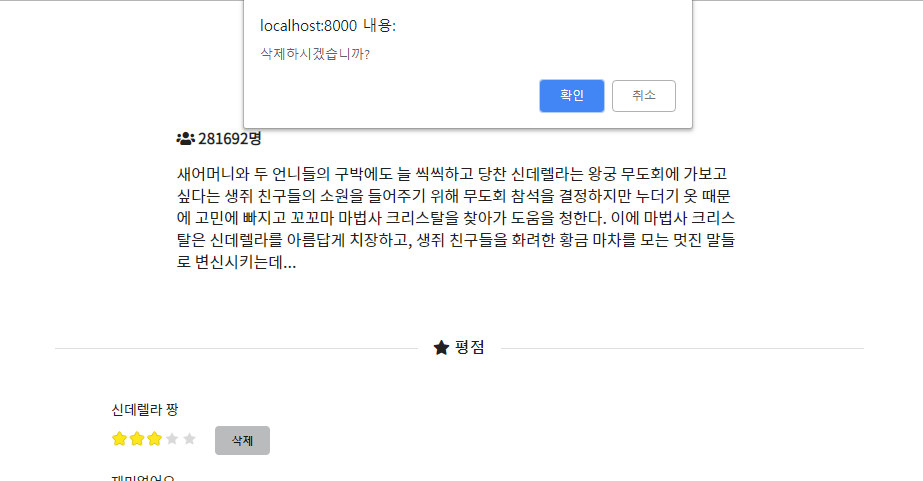 localhost:8000 내용:
삭제하시겠습니까?
확인 취소
281692명
새어머니와 두 언니들의 구박에도 늘 씩씩하고 당찬 신데렐라는 왕궁 무도회에 가보고
싶다는 생쥐 친구들의 소원을 들어주기 위해 무도회 참석을 결정하지만 누더기 옷 때문
에 고민에 빠지고 꼬꼬마 마법사 크리스탈을 찾아가 도움을 청한다. 이에 마법사 크리스
탈은 신데렐라를 아름답게 치장하고, 생쥐 친구들을 화려한 황금 마차를 모는 멋진 말들
로 변신시키는데...
평점
신데렐라 짱
삭제